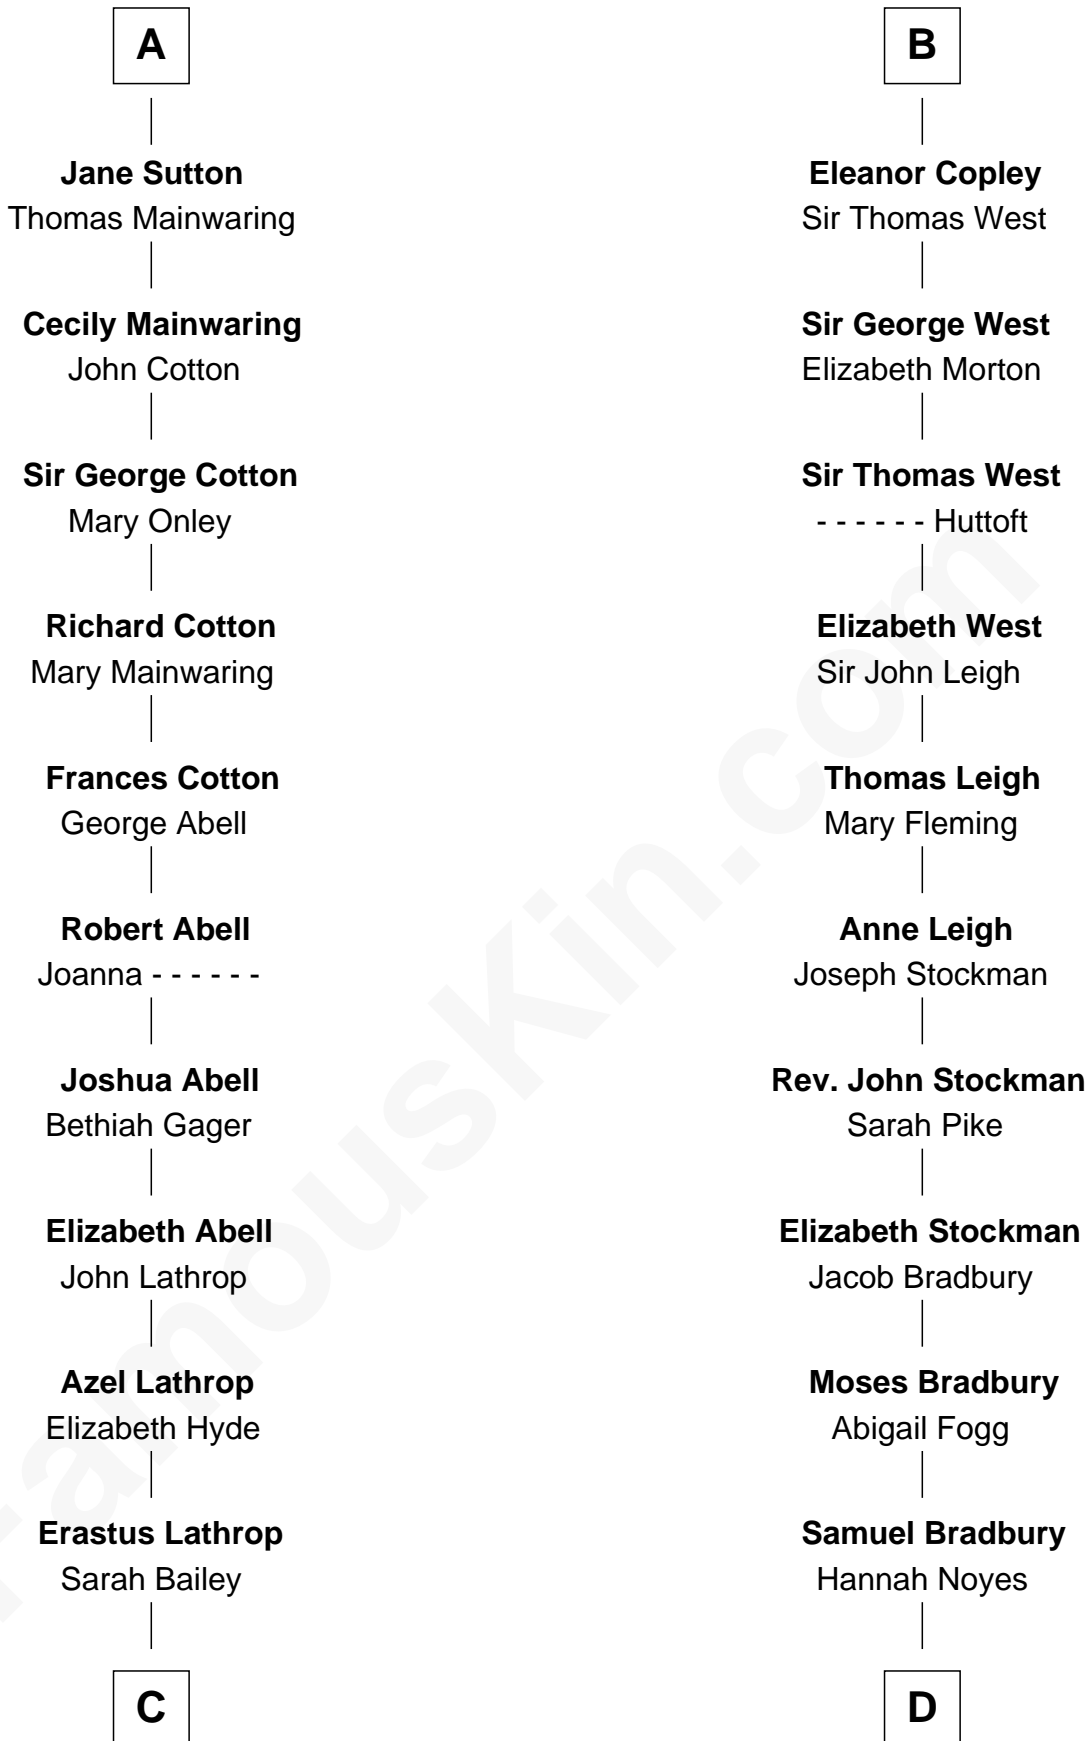 A
Jane Sutton
Thomas Mainwaring
Cecily Mainwaring
John Cotton
Sir George Cotton
Mary Onley
Richard Cotton
Mary Mainwaring
Frances Cotton
George Abell
Robert Abell
Joanna - - - - - -
Joshua Abell
Bethiah Gager
Elizabeth Abell
John Lathrop
Azel Lathrop
Elizabeth Hyde
Erastus Lathrop
Sarah Bailey
C
B
Eleanor Copley
Sir Thomas West
Sir George West
Elizabeth Morton
Sir Thomas West
- - - - - - Huttoft
Elizabeth West
Sir John Leigh
Thomas Leigh
Mary Fleming
Anne Leigh
Joseph Stockman
Rev. John Stockman
Sarah Pike
Elizabeth Stockman
Jacob Bradbury
Moses Bradbury
Abigail Fogg
Samuel Bradbury
Hannah Noyes
D
FamousKin.com